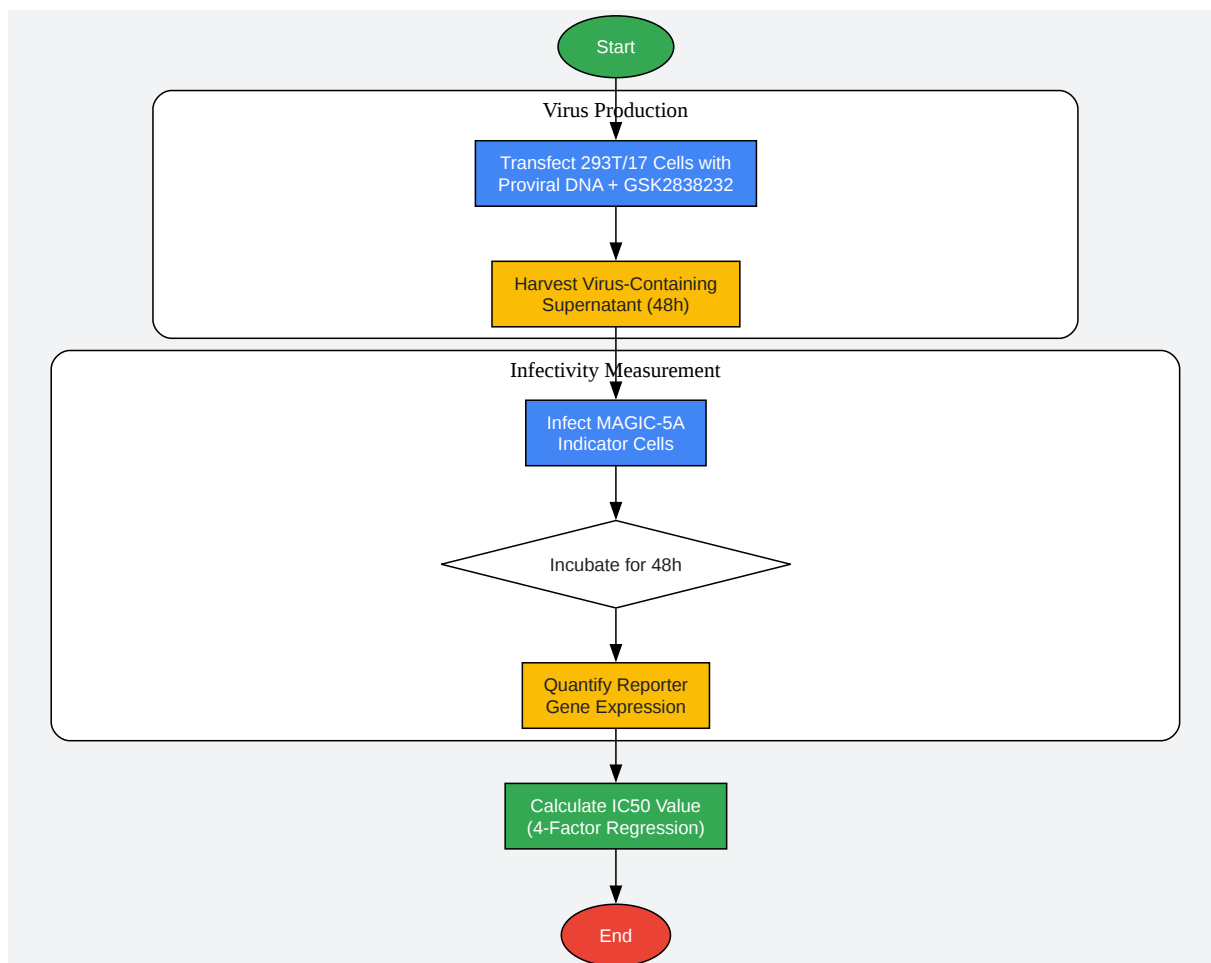 Start
Virus Production
Transfect 293T/17 Cells with
Proviral DNA + GSK2838232
Harvest Virus-Containing
Supernatant (48h)
Infectivity Measurement
Infect MAGIC-5A
Indicator Cells
Incubate for 48h
Quantify Reporter
Gene Expression
Calculate IC50 Value
(4-Factor Regression)
End